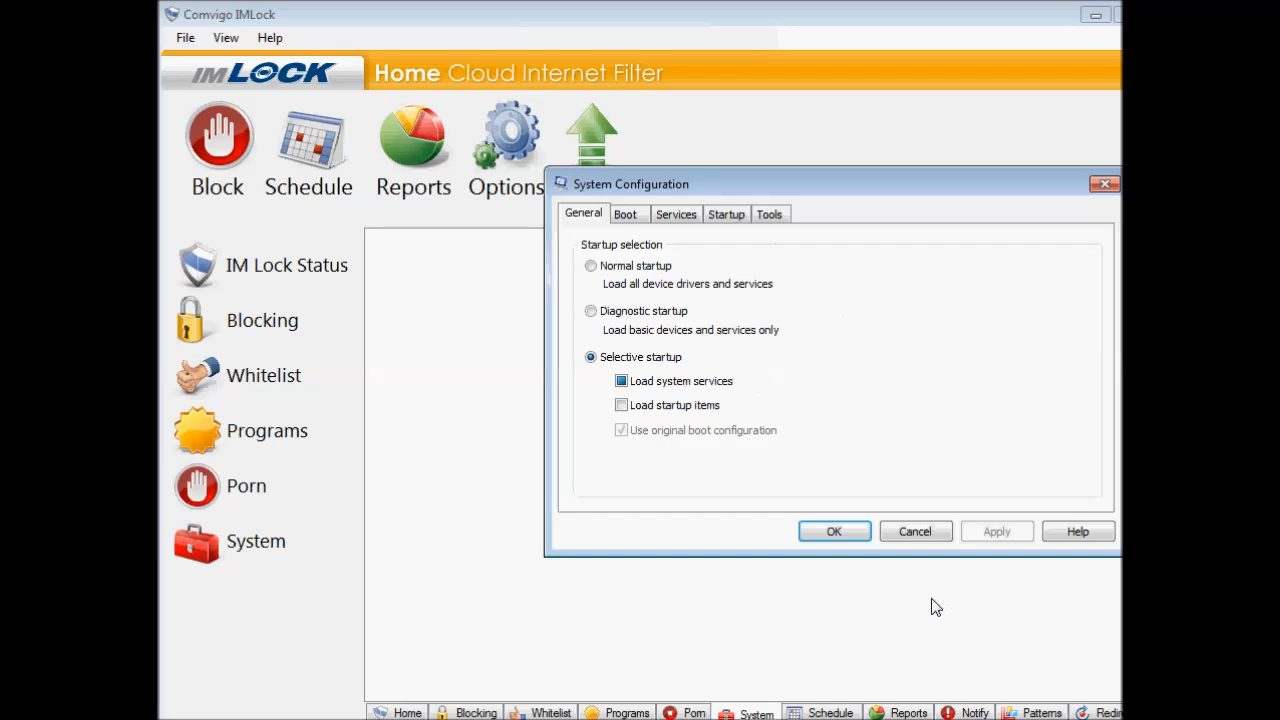 Comvigo IMLock
File View Help
IM LOCK Home Cloud Internet Filter
Block Schedule Reports Options
System Configuration
General Boot Services Startup Tools
Startup selection
Normal startup
Load all device drivers and services
Diagnostic startup
Load basic devices and services only
Selective startup
Load system services
Load startup items
Use original boot configuration
OK Cancel Apply Help
IM Lock Status
Blocking
Whitelist
Programs
Porn
System
Home Blocking Whitelist Programs Porn System Schedule Reports Notify Patterns Redir